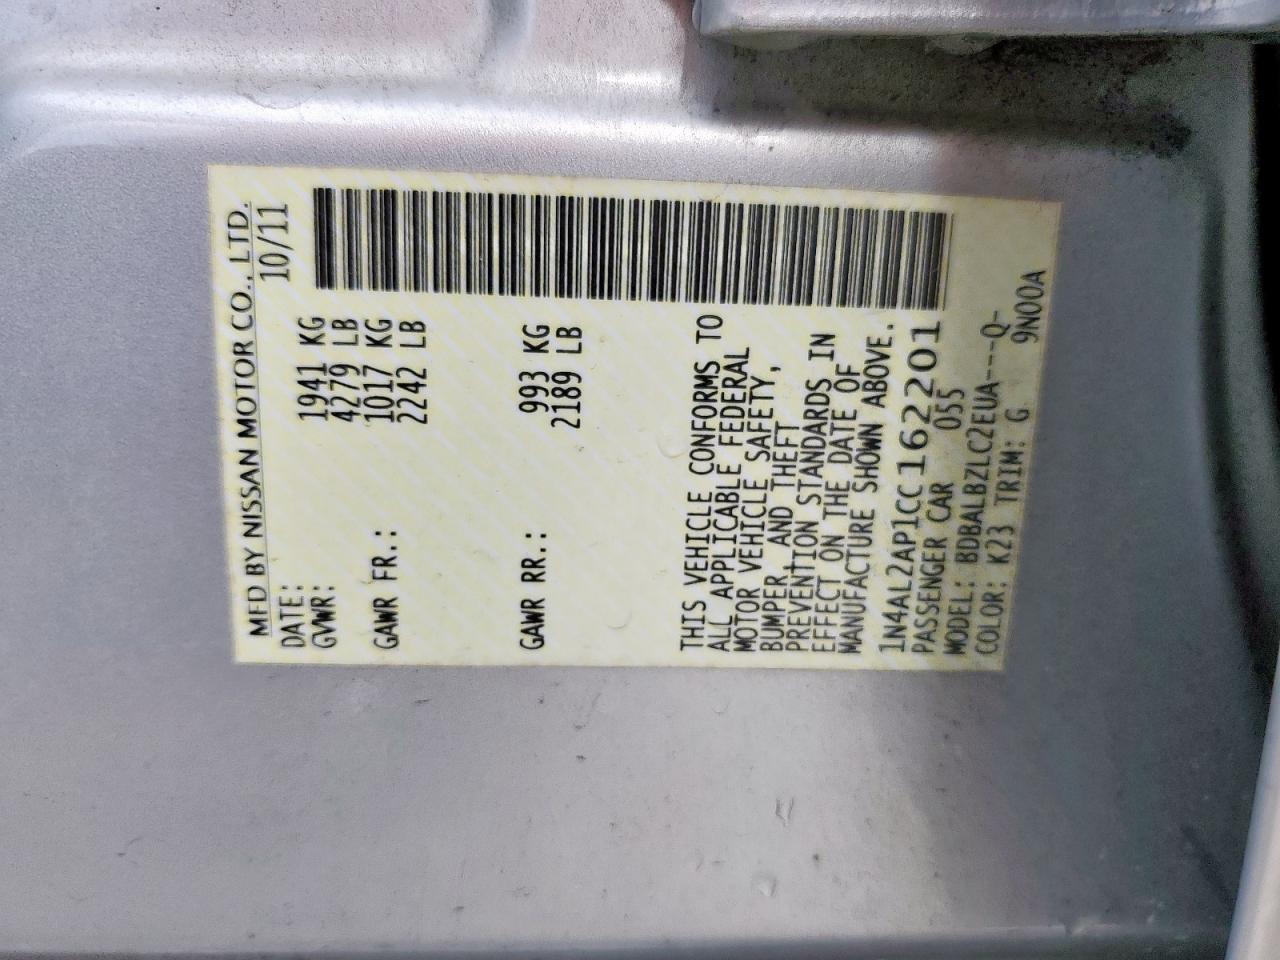 MFD BY NISSAN MOTOR CO., LTD.
DATE: 10/11
GVWR: 1941 KG
4279 LB
GAWR FR.: 1017 KG
2242 LB
GAWR RR.: 993 KG
2189 LB
THIS VEHICLE CONFORMS TO
ALL APPLICABLE FEDERAL
MOTOR VEHICLE SAFETY,
BUMPER, AND THEFT
PREVENTION STANDARDS IN
EFFECT ON THE DATE OF
MANUFACTURE SHOWN ABOVE.
1N4AL2AP1CC162201
PASSENGER CAR 055
MODEL: BDBALBZLC2EUA---Q-
COLOR: K23 TRIM: G 9N00A